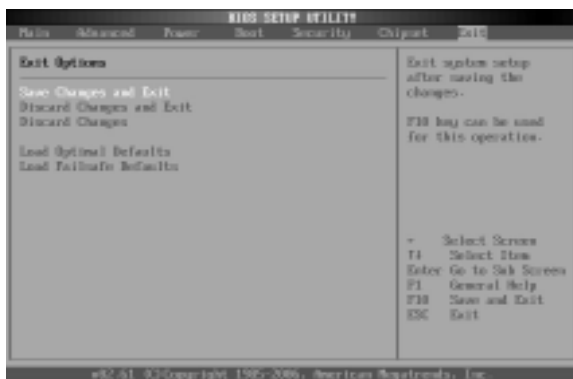 BIOS SETUP UTILITY
Main Advanced Power Boot Security Chipset Exit
Exit Options
Save Changes and Exit
Discard Changes and Exit
Discard Changes
Load Optimal Defaults
Load Failsafe Defaults
Exit system setup
after saving the
changes.
F10 key can be used
for this operation.
Select Screen
↑↓ Select Item
Enter Go to Sub Screen
F1 General Help
F10 Save and Exit
ESC Exit
v02.61 (C)Copyright 1985-2006, American Megatrends, Inc.